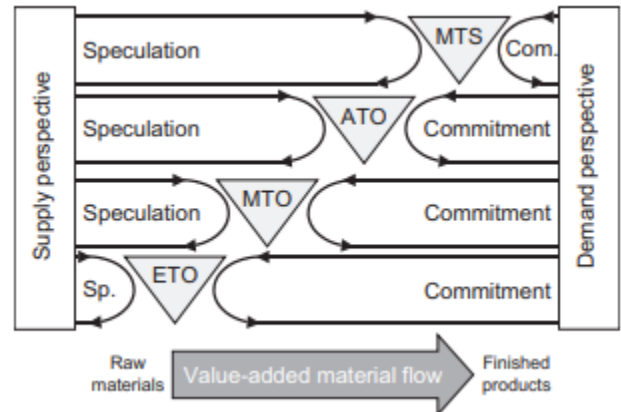 Supply perspective
Speculation
MTS
Com.
Speculation
ATO
Commitment
Speculation
MTO
Commitment
Sp.
ETO
Commitment
Demand perspective
Raw
materials
Value-added material flow
Finished
products